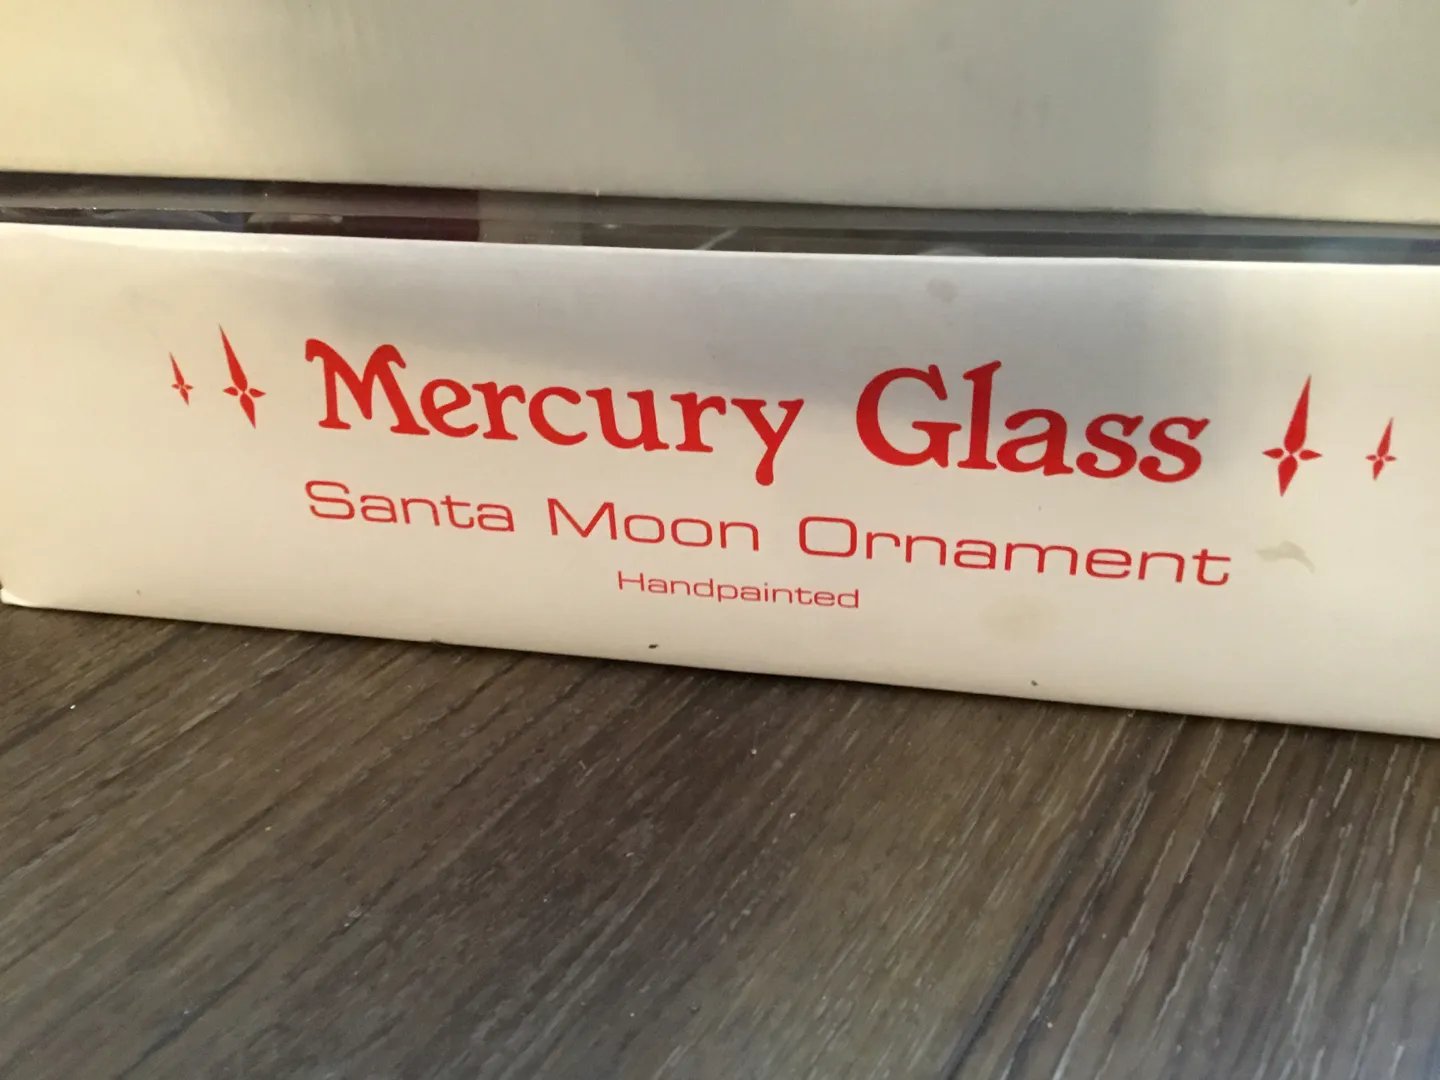 Mercury Glass
Santa Moon Ornament
Handpainted